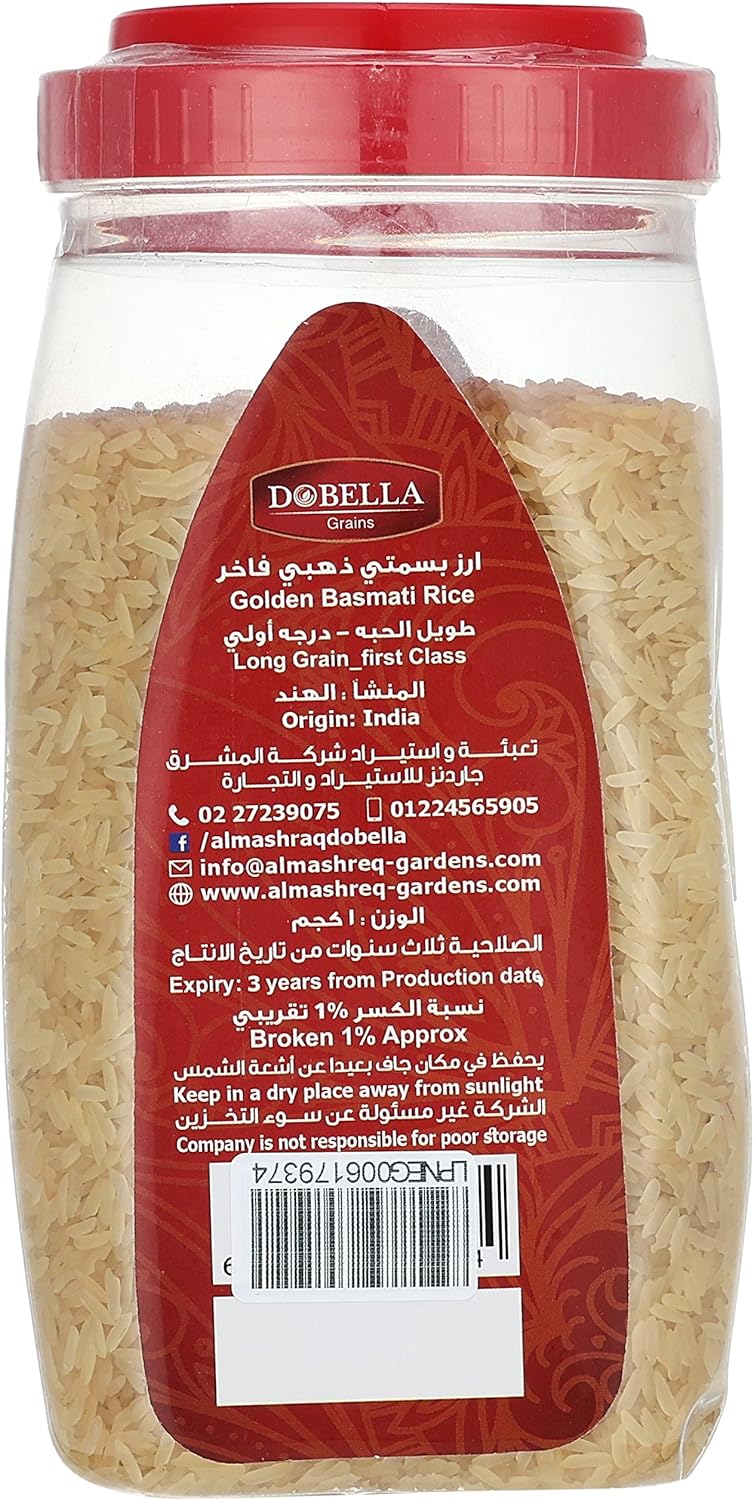 DOBELLA
Grains
ارز بسمتي ذهبي فاخر
Golden Basmati Rice
طويل الحبه - درجه أولي
Long Grain_first Class
المنشأ : الهند
Origin: India
تعبئة و استيراد شركة المشرق
جاردنز للاستيراد و التجارة
02 27239075 01224565905
/almashraqdobella
info@almashreq-gardens.com
www.almashreq-gardens.com
الوزن : ١ كجم
الصلاحية ثلاث سنوات من تاريخ الانتاج
Expiry: 3 years from Production date
نسبة الكسر 1% تقريبي
Broken 1% Approx
يحفظ في مكان جاف بعيدا عن أشعة الشمس
Keep in a dry place away from sunlight
الشركة غير مسئولة عن سوء التخزين
Company is not responsible for poor storage
LPNEG006179374